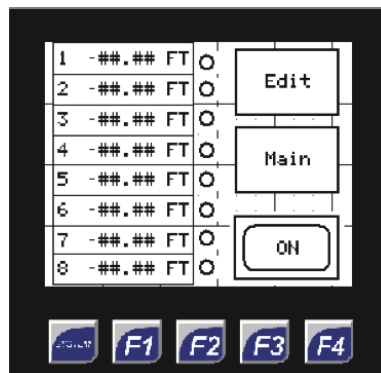 1 -##.## FT
2 -##.## FT
3 -##.## FT
4 -##.## FT
5 -##.## FT
6 -##.## FT
7 -##.## FT
8 -##.## FT
Edit
Main
ON
SYSTEM F1 F2 F3 F4